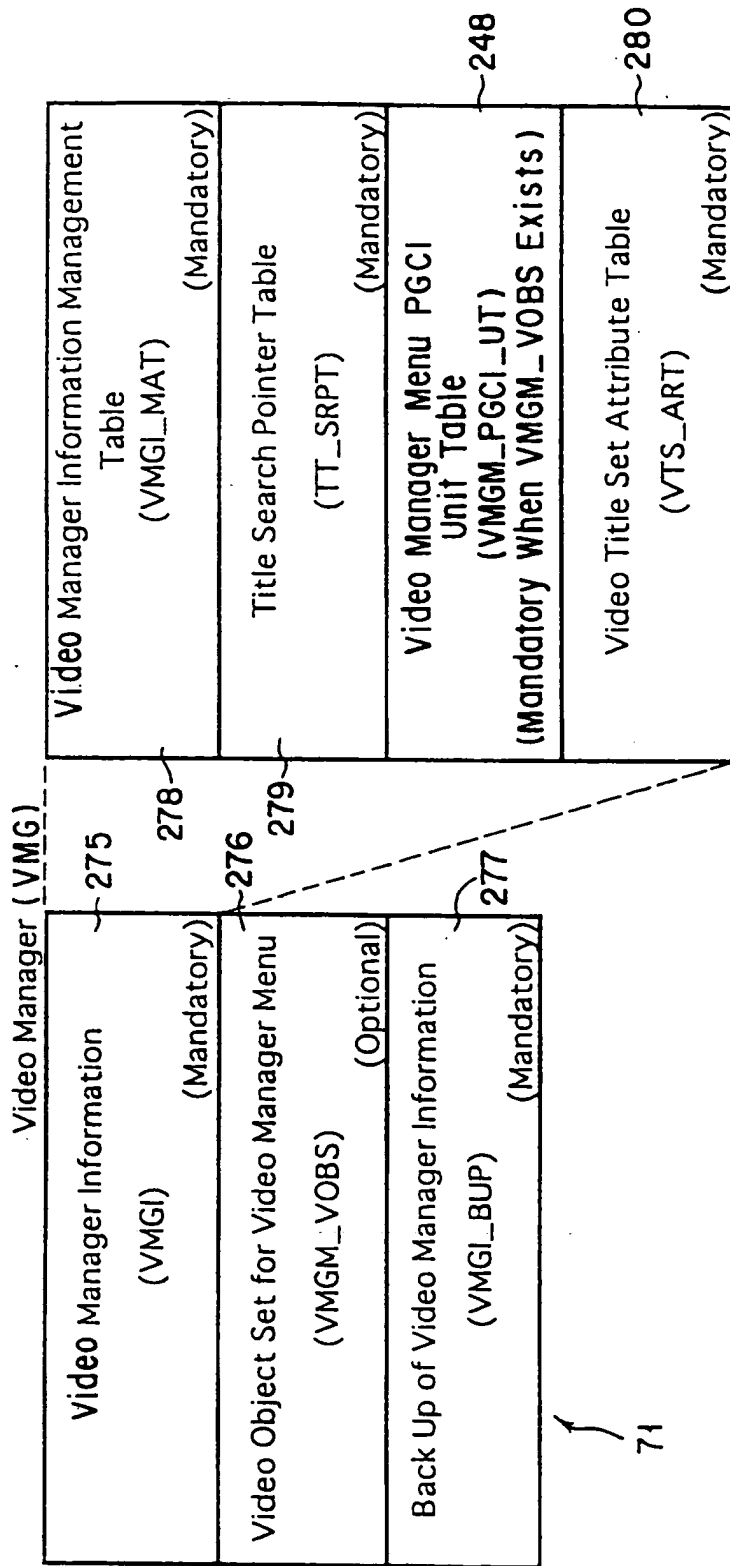 Video Manager (VMG)
Video Manager Information
(VMGI)
(Mandatory)
275
Video Object Set for Video Manager Menu
(VMGM_VOBS)
(Optional)
276
Back Up of Video Manager Information
(VMGI_BUP)
(Mandatory)
277
71
Video Manager Information Management
Table
(VMGI_MAT)
(Mandatory)
278
Title Search Pointer Table
(TT_SRPT)
(Mandatory)
279
Video Manager Menu PGCI
Unit Table
(VMGM_PGCI_UT)
(Mandatory When VMGM_VOBS Exists)
248
Video Title Set Attribute Table
(VTS_ART)
(Mandatory)
280